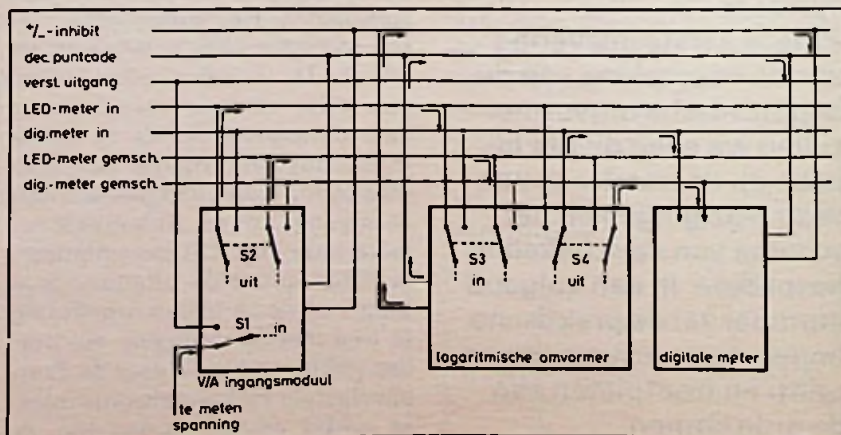 +/_-inhibit
dec. puntcode
verst. uitgang
LED-meter in
dig. meter in
LED-meter gemsch.
dig.-meter gemsch.
S2
uit
S1
in
V/A ingangsmoduul
te meten
spanning
S3
in
S4
uit
logaritmische omvormer
digitale meter